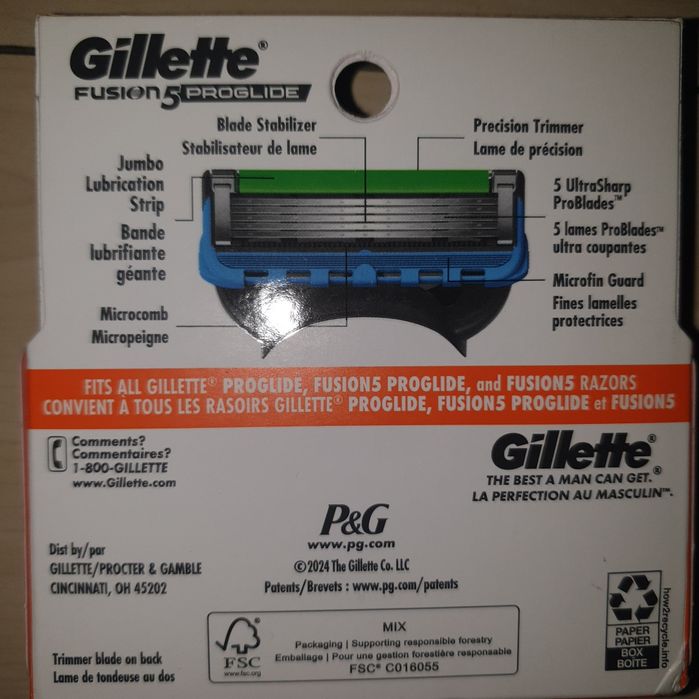 Gillette®
FUSION5 PROGLIDE
Blade Stabilizer
Stabilisateur de lame
Precision Trimmer
Lame de précision
Jumbo
Lubrication
Strip
Bande
lubrifiante
géante
5 UltraSharp
ProBlades™
5 lames ProBlades™
ultra coupantes
Microcomb
Micropeigne
Microfin Guard
Fines lamelles
protectrices
FITS ALL GILLETTE® PROGLIDE, FUSION5 PROGLIDE, and FUSION5 RAZORS
CONVIENT À TOUS LES RASOIRS GILLETTE® PROGLIDE, FUSION5 PROGLIDE et FUSION5
Comments?
Commentaires?
1-800-GILLETTE
www.Gillette.com
Gillette®
THE BEST A MAN CAN GET.®
LA PERFECTION AU MASCULIN™.
P&G
www.pg.com
Dist by/par
GILLETTE/PROCTER & GAMBLE
CINCINNATI, OH 45202
©2024 The Gillette Co. LLC
Patents/Brevets : www.pg.com/patents
Trimmer blade on back
Lame de tondeuse au dos
FSC
www.fsc.org
MIX
Packaging | Supporting responsible forestry
Emballage | Pour une gestion forestière responsable
FSC® C016055
PAPER
PAPIER
BOX
BOÎTE
how2recycle.info